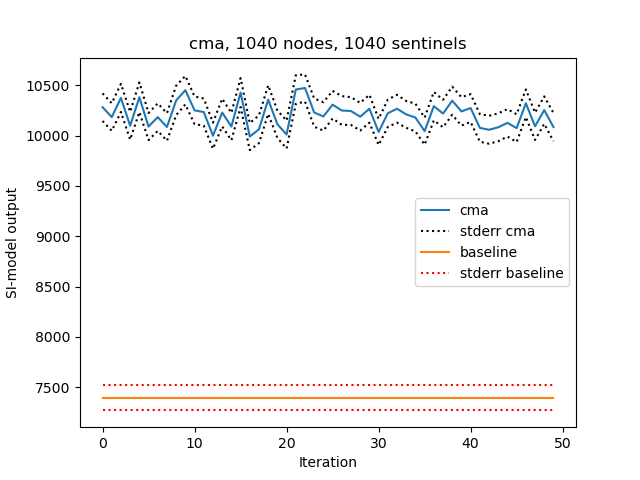 cma, 1040 nodes, 1040 sentinels
10500
10000
9500
9000
8500
8000
7500
SI-model output
cma
stderr cma
baseline
stderr baseline
0 10 20 30 40 50
Iteration